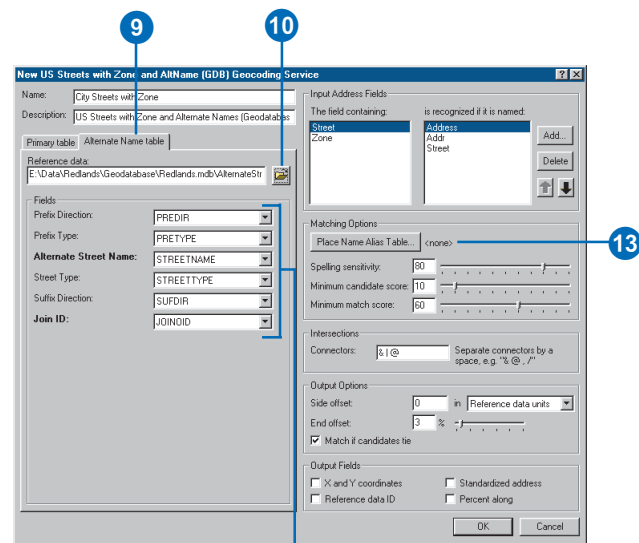 9
10
New US Streets with Zone and AltName (GDB) Geocoding Service
Name: City Streets with Zone
Description: US Streets with Zone and Alternate Names (Geodatabas
Primary table
Alternate Name table
Reference data:
E:\Data\Redlands\Geodatabase\Redlands.mdb\AlternateStr
Fields
Prefix Direction: PREDIR
Prefix Type: PRETYPE
Alternate Street Name: STREETNAME
Street Type: STREETTYPE
Suffix Direction: SUFDIR
Join ID: JOINOID
Input Address Fields
The field containing: is recognized if it is named:
Street
Zone
Address
Addr
Street
Add...
Delete
Matching Options
Place Name Alias Table... <none>
13
Spelling sensitivity: 80
Minimum candidate score: 10
Minimum match score: 60
Intersections
Connectors: & | @ Separate connectors by a
space, e.g. "& @ , /"
Output Options
Side offset: 0 in Reference data units
End offset: 3 %
Match if candidates tie
Output Fields
X and Y coordinates Standardized address
Reference data ID Percent along
OK Cancel